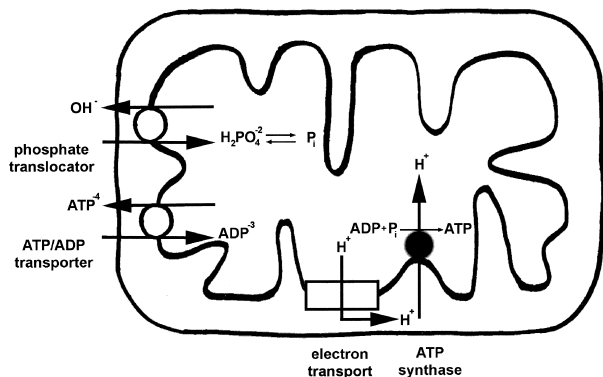 OH⁻
phosphate
translocator
H₂PO₄⁻² ⇌ Pᵢ
ATP⁻⁴
ATP/ADP
transporter
ADP⁻³
H⁺
ADP+Pᵢ → ATP
H⁺
H⁺
electron
transport
ATP
synthase